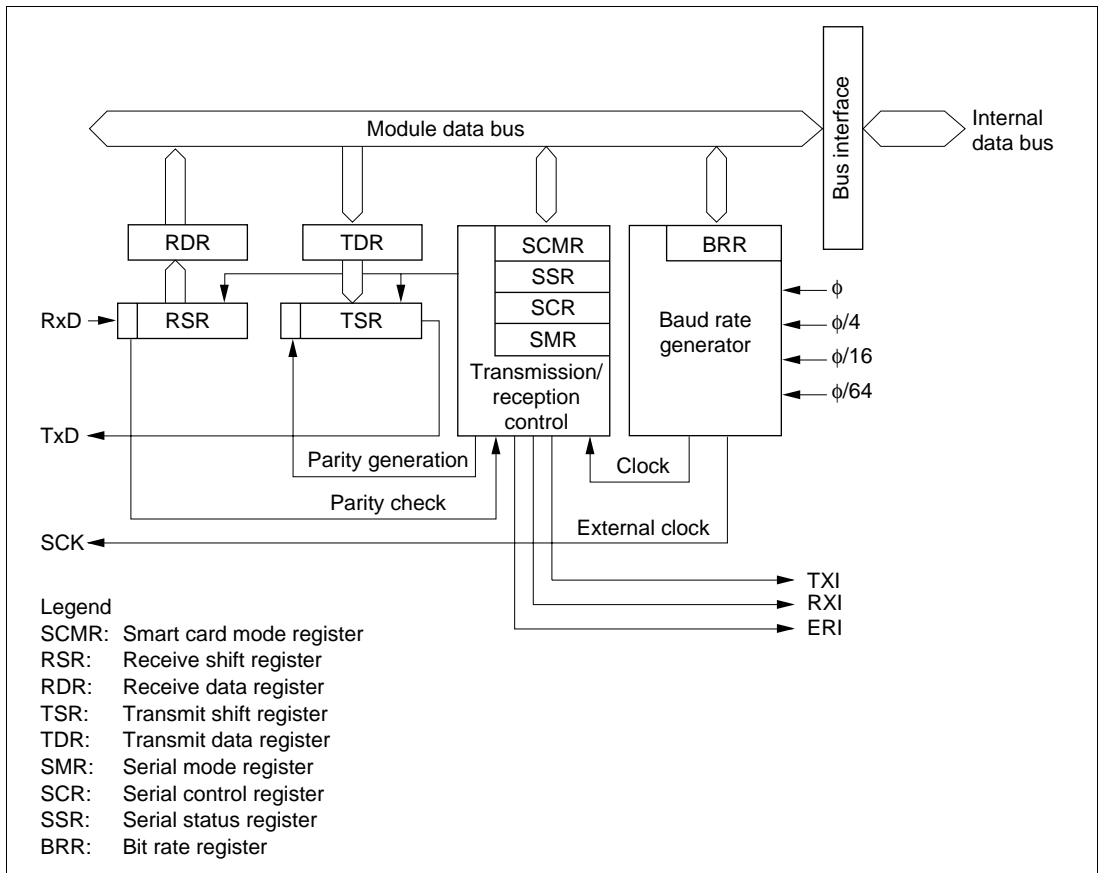 Module data bus
Bus interface
Internal
data bus
RDR
TDR
SCMR
SSR
SCR
SMR
Transmission/
reception
control
BRR
Baud rate
generator
ϕ
ϕ/4
ϕ/16
ϕ/64
RxD
RSR
TSR
TxD
Parity generation
Parity check
Clock
External clock
SCK
TXI
RXI
ERI
Legend
SCMR: Smart card mode register
RSR: Receive shift register
RDR: Receive data register
TSR: Transmit shift register
TDR: Transmit data register
SMR: Serial mode register
SCR: Serial control register
SSR: Serial status register
BRR: Bit rate register